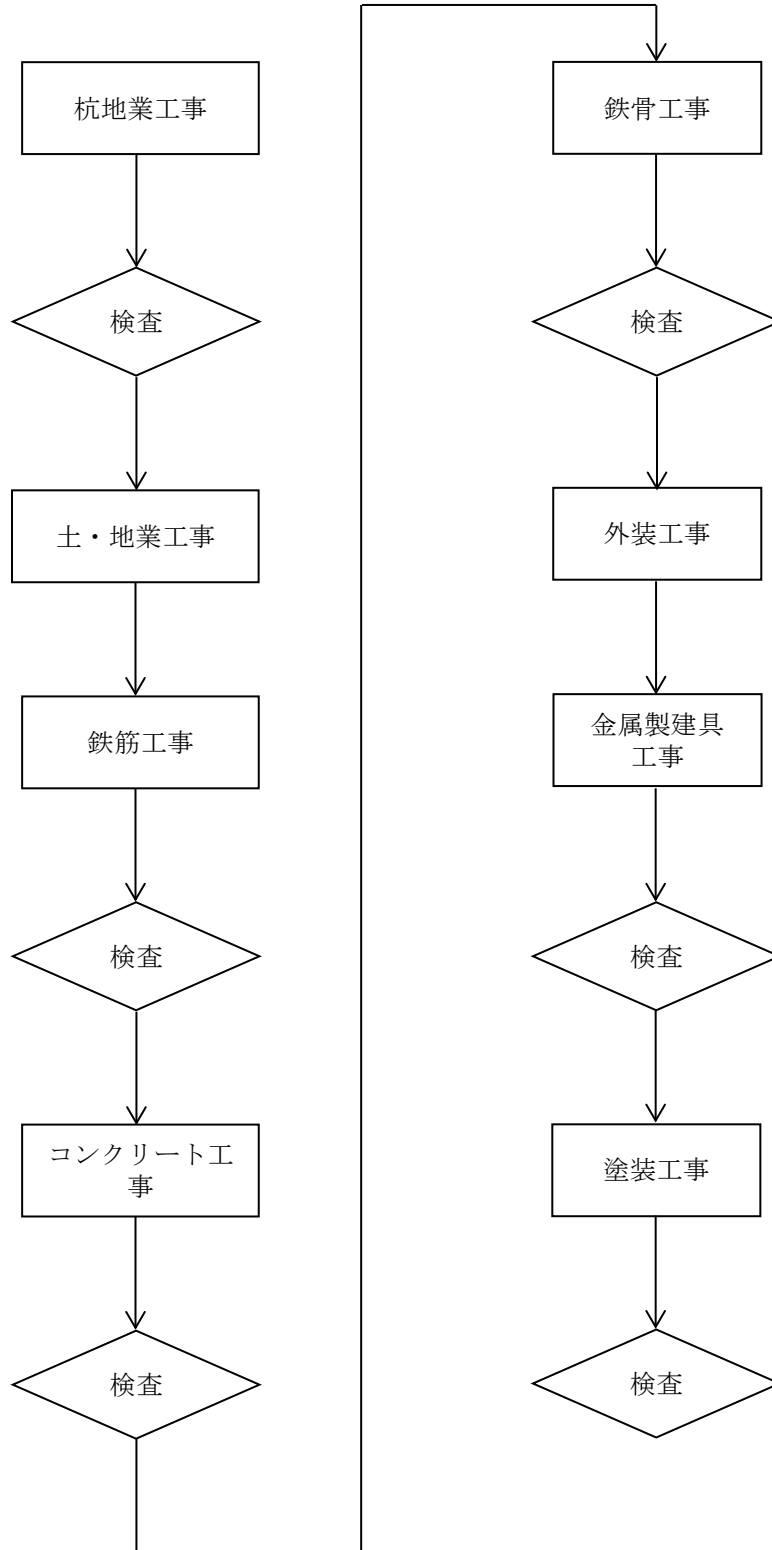 杭地業工事
検査
土・地業工事
鉄筋工事
検査
コンクリート工
事
検査
鉄骨工事
検査
外装工事
金属製建具
工事
検査
塗装工事
検査